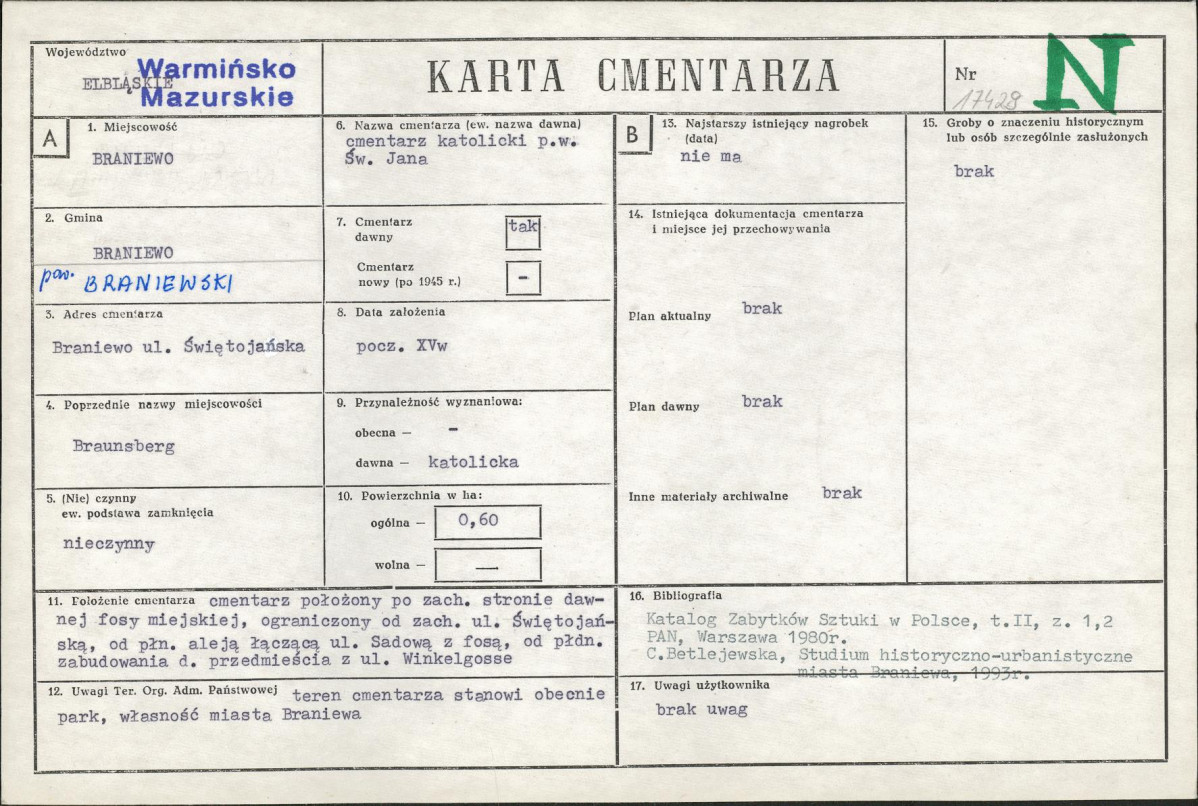 Województwo
ELBLĄSKIE
Warmińsko
Mazurskie
KARTA CMENTARZA
Nr
17428
N
A
1. Miejscowość
BRANIEWO
2. Gmina
BRANIEWO
pow. BRANIEWSKI
3. Adres cmentarza
Braniewo ul. Świętojańska
4. Poprzednie nazwy miejscowości
Braunsberg
5. (Nie) czynny
ew. podstawa zamknięcia
nieczynny
6. Nazwa cmentarza (ew. nazwa dawna)
cmentarz katolicki p.w.
Św. Jana
7. Cmentarz
dawny
tak
Cmentarz
nowy (po 1945 r.)
-
8. Data założenia
pocz. XVw
9. Przynależność wyznaniowa:
obecna — -
dawna — katolicka
10. Powierzchnia w ha:
ogólna — 0,60
wolna — —
11. Położenie cmentarza cmentarz położony po zach. stronie daw-
nej fosy miejskiej, ograniczony od zach. ul. Świętojań-
ską, od płn. aleją łączącą ul. Sadową z fosą, od płdn.
zabudowania d. przedmieścia z ul. Winkelgosse
12. Uwagi Ter. Org. Adm. Państwowej teren cmentarza stanowi obecnie
park, własność miasta Braniewa
B
13. Najstarszy istniejący nagrobek
(data)
nie ma
14. Istniejąca dokumentacja cmentarza
i miejsce jej przechowywania
Plan aktualny brak
Plan dawny brak
Inne materiały archiwalne brak
15. Groby o znaczeniu historycznym
lub osób szczególnie zasłużonych
brak
16. Bibliografia
Katalog Zabytków Sztuki w Polsce, t.II, z. 1,2
PAN, Warszawa 1980r.
C.Betlejewska, Studium historyczno-urbanistyczne
miasta Braniewa, 1993r.
17. Uwagi użytkownika
brak uwag